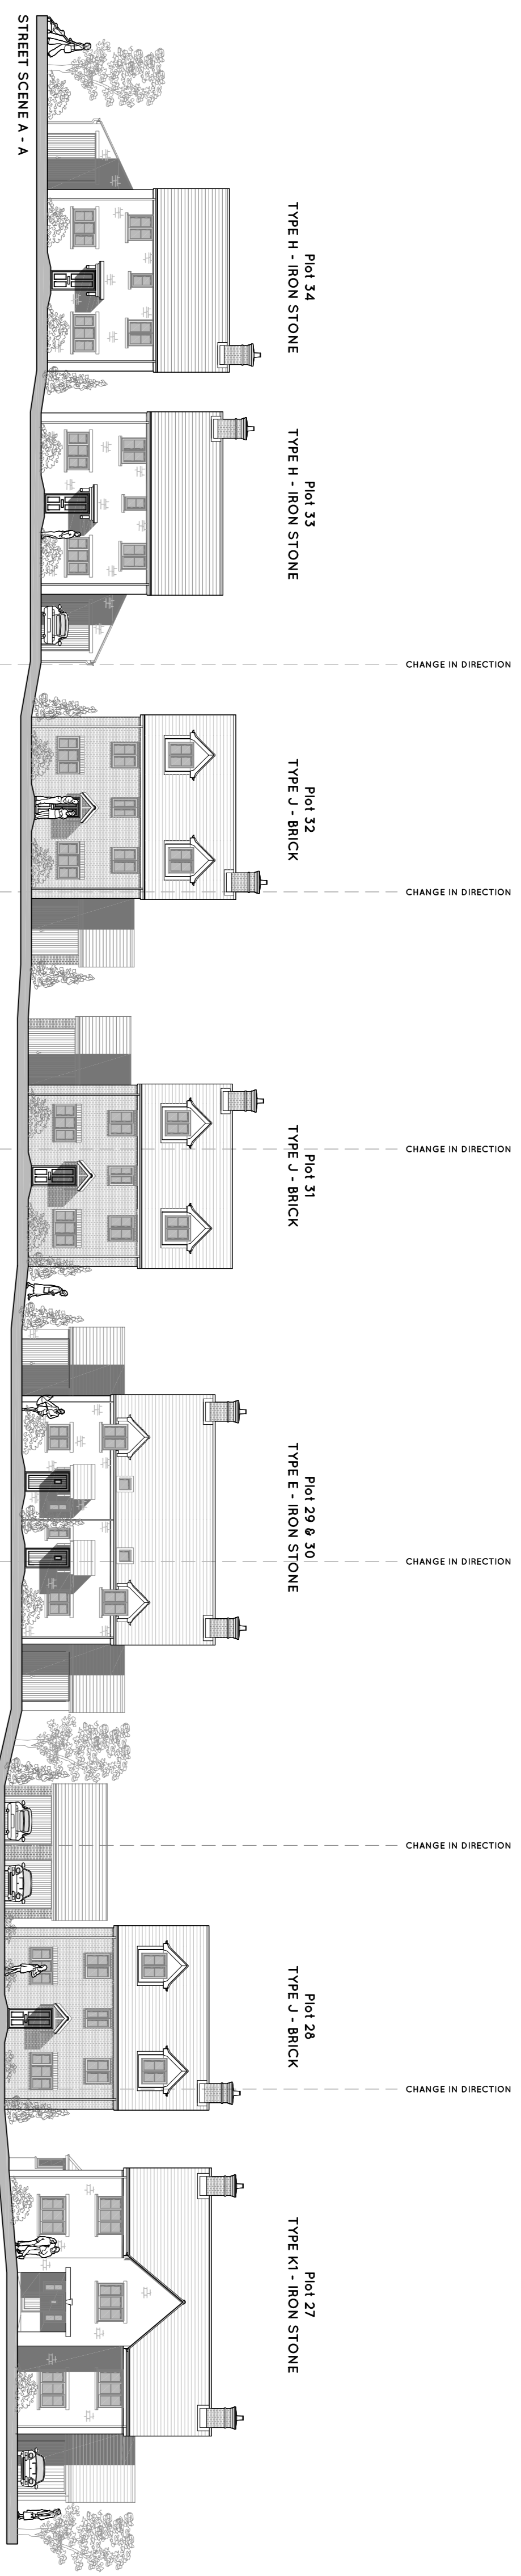 Plot 34
TYPE H - IRON STONE
Plot 33
TYPE H - IRON STONE
CHANGE IN DIRECTION
Plot 32
TYPE J - BRICK
CHANGE IN DIRECTION
CHANGE IN DIRECTION
Plot 31
TYPE J - BRICK
Plot 29 & 30
TYPE E - IRON STONE
CHANGE IN DIRECTION
CHANGE IN DIRECTION
Plot 28
TYPE J - BRICK
CHANGE IN DIRECTION
Plot 27
TYPE K1 - IRON STONE
STREET SCENE A - A